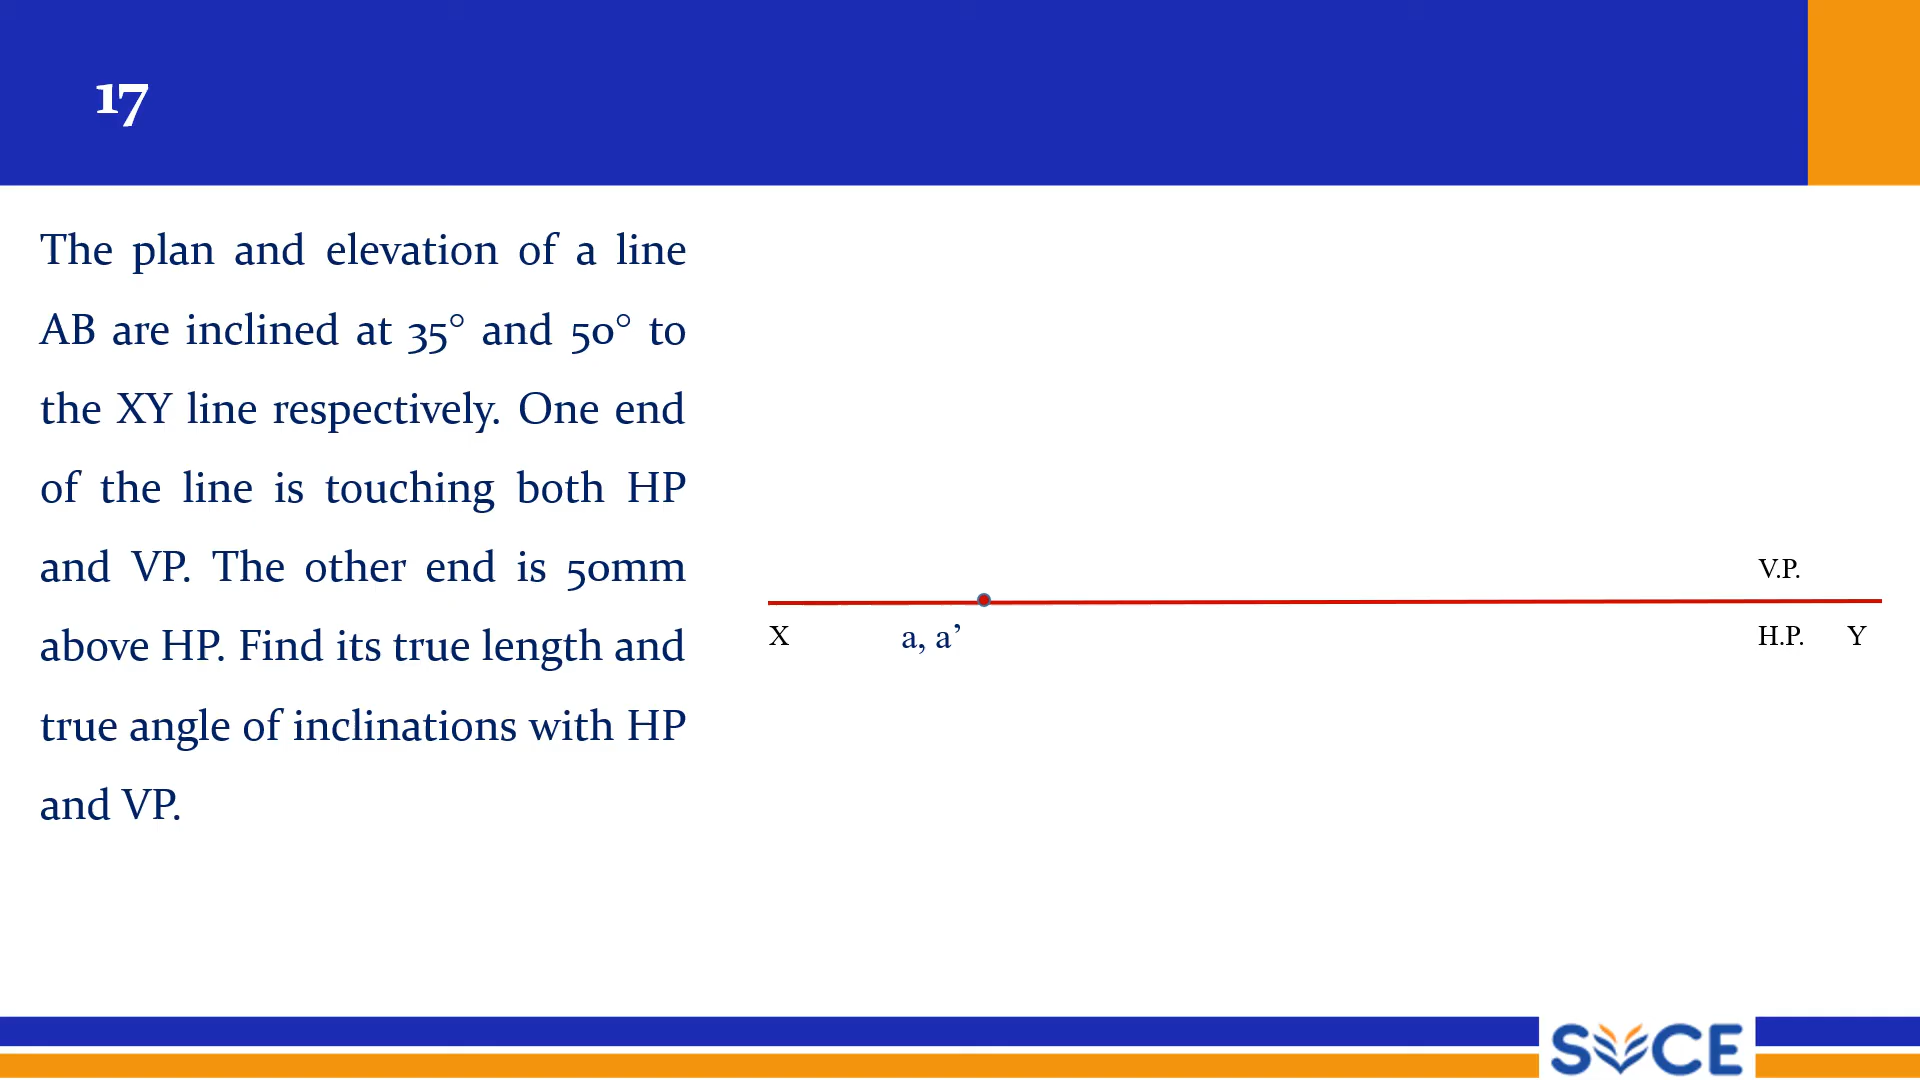 17
The plan and elevation of a line
AB are inclined at 35° and 50° to
the XY line respectively. One end
of the line is touching both HP
and VP. The other end is 50mm
above HP. Find its true length and
true angle of inclinations with HP
and VP.
V.P.
X
a, a’
H.P.
Y
SVCE